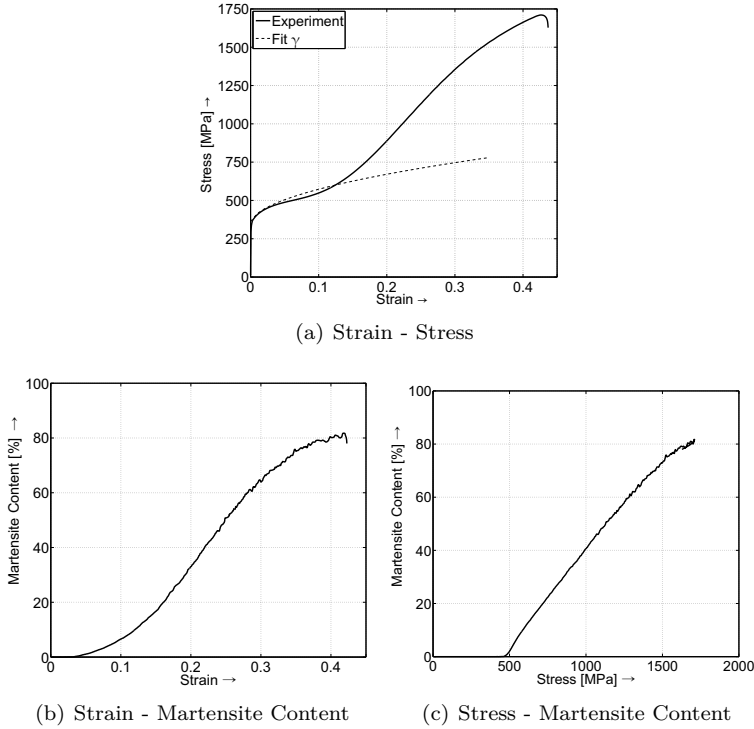 1750
1500
1250
1000
750
500
250
0
Stress [MPa] →
Experiment
Fit γ
0 0.1 0.2 0.3 0.4
Strain →
(a) Strain - Stress
100
80
60
40
20
0
Martensite Content [%] →
0 0.1 0.2 0.3 0.4
Strain →
(b) Strain - Martensite Content
100
80
60
40
20
0
Martensite Content [%] →
0 500 1000 1500 2000
Stress [MPa] →
(c) Stress - Martensite Content